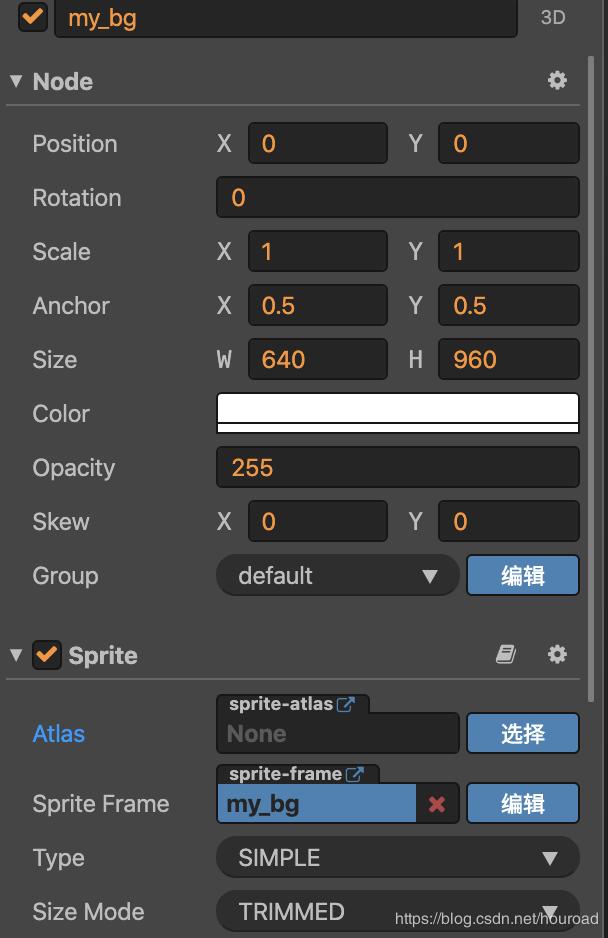 my_bg 3D
Node
Position X 0 Y 0
Rotation 0
Scale X 1 Y 1
Anchor X 0.5 Y 0.5
Size W 640 H 960
Color
Opacity 255
Skew X 0 Y 0
Group default 编辑
Sprite
sprite-atlas
Atlas None 选择
sprite-frame
Sprite Frame my_bg 编辑
Type SIMPLE
Size Mode TRIMMED
https://blog.csdn.net/houroad